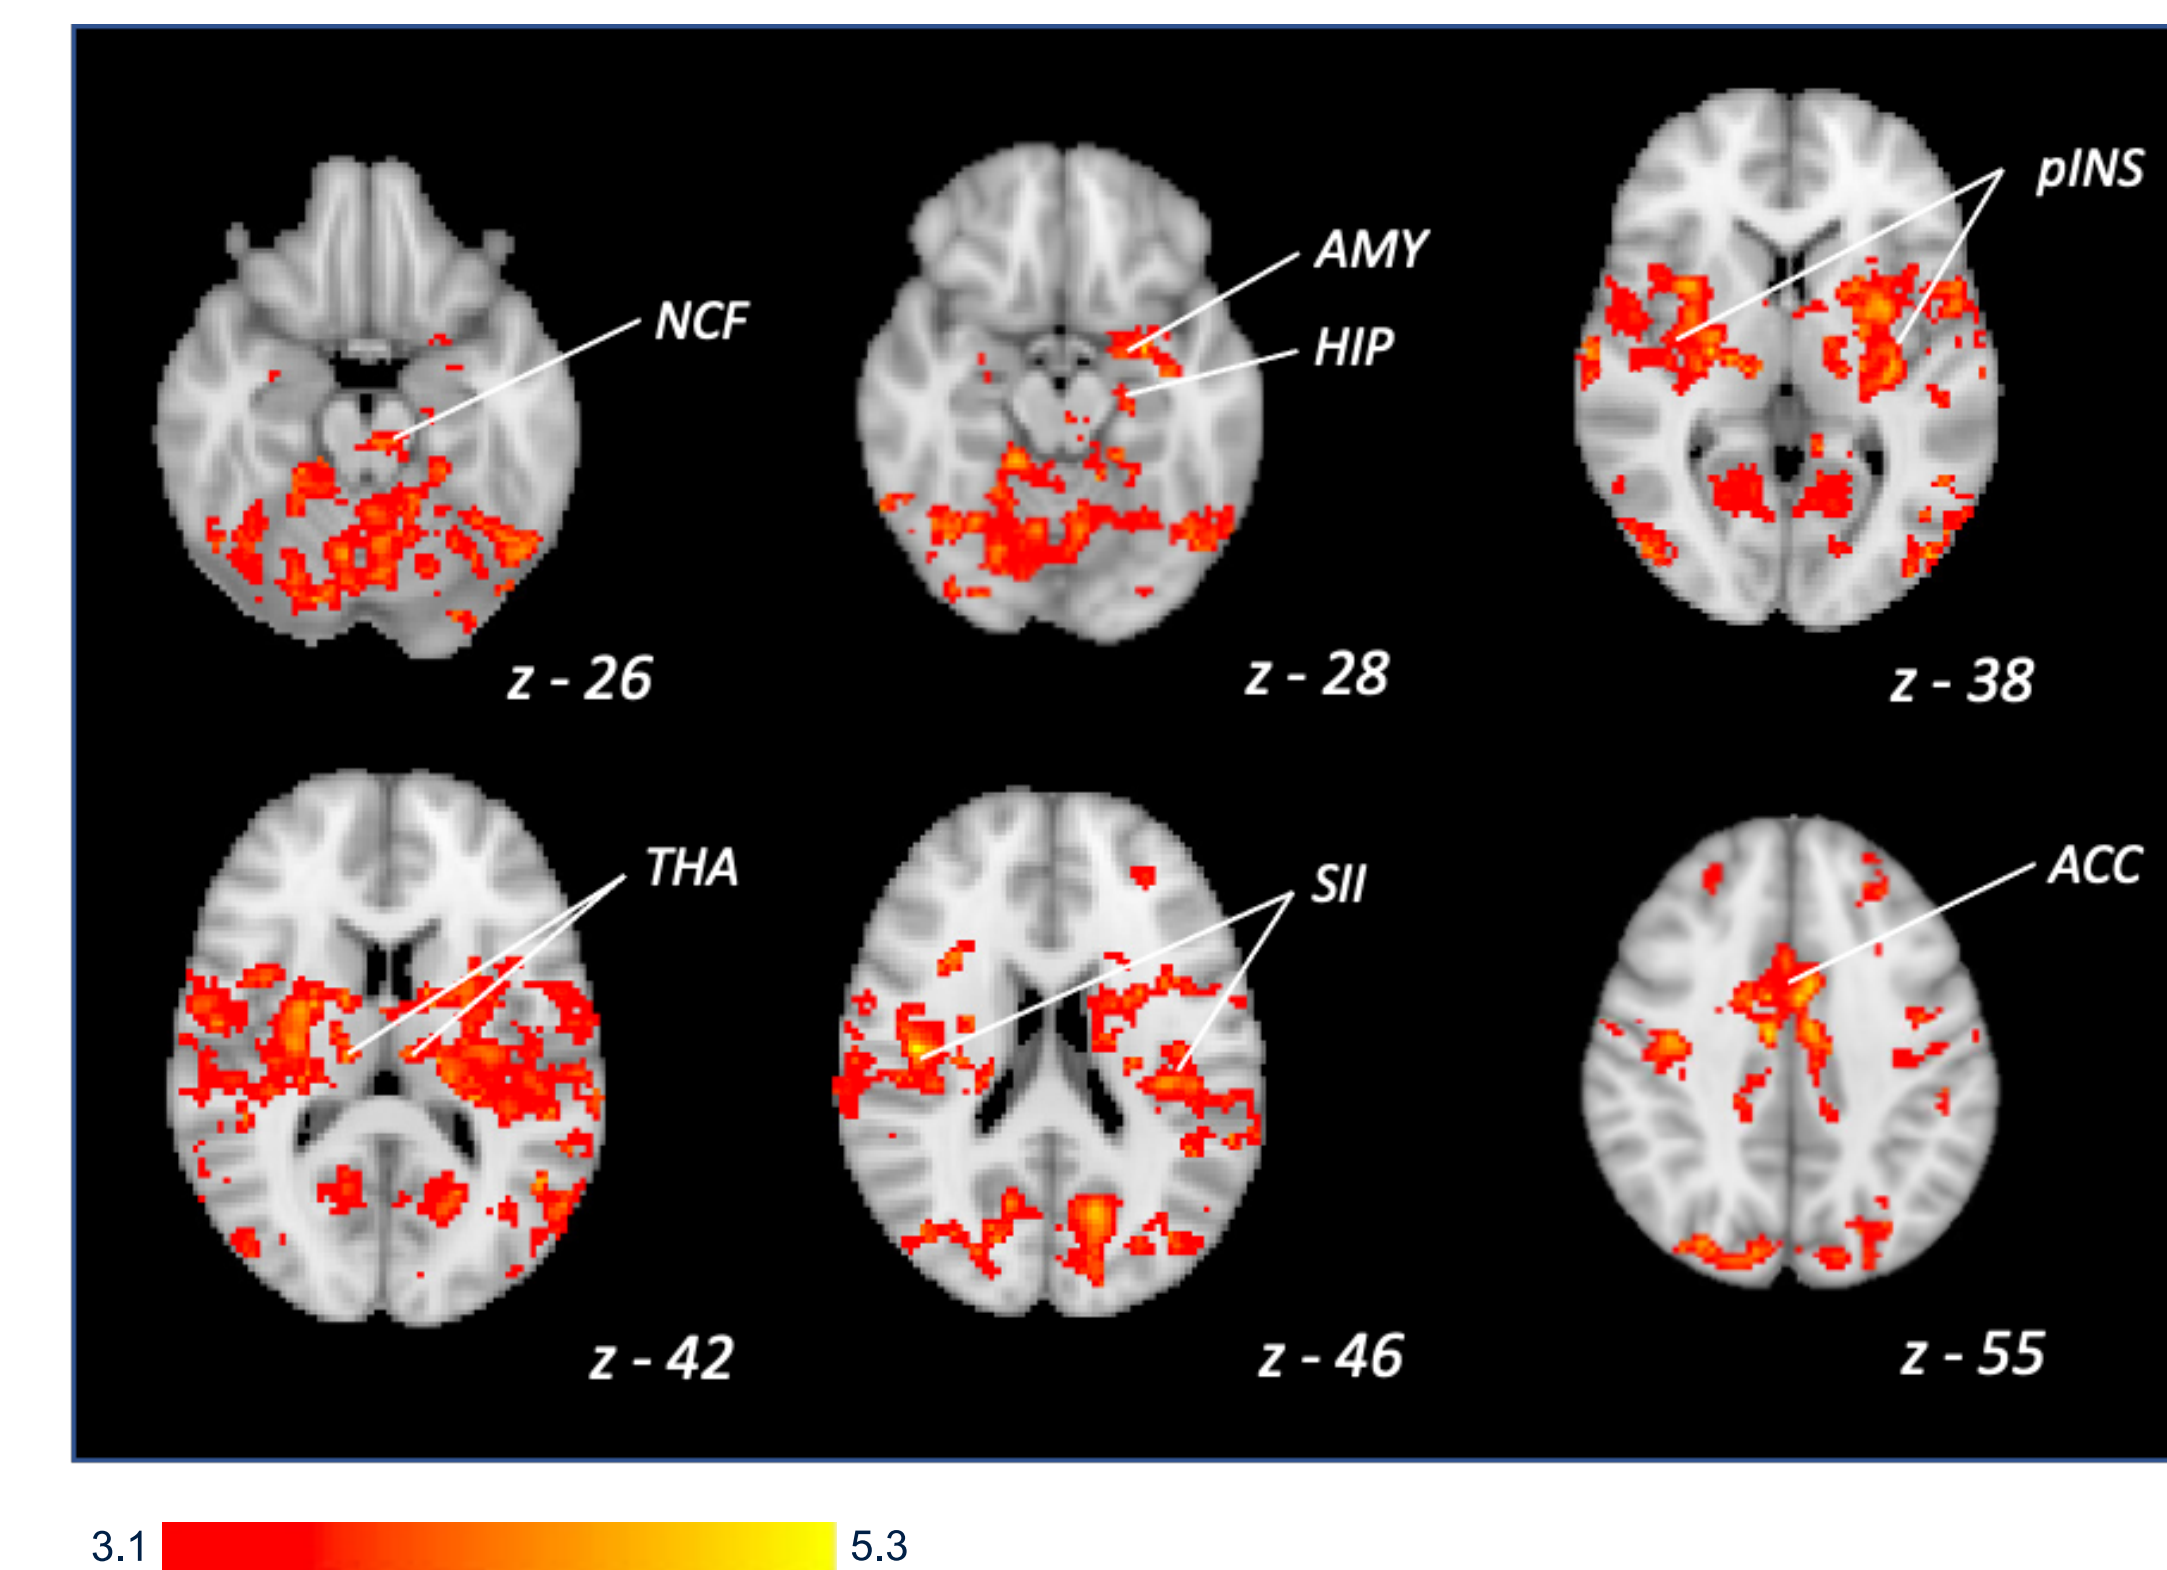 NCF
z - 26
AMY
HIP
z - 28
pINS
z - 38
THA
z - 42
SII
z - 46
ACC
z - 55
3.1 5.3